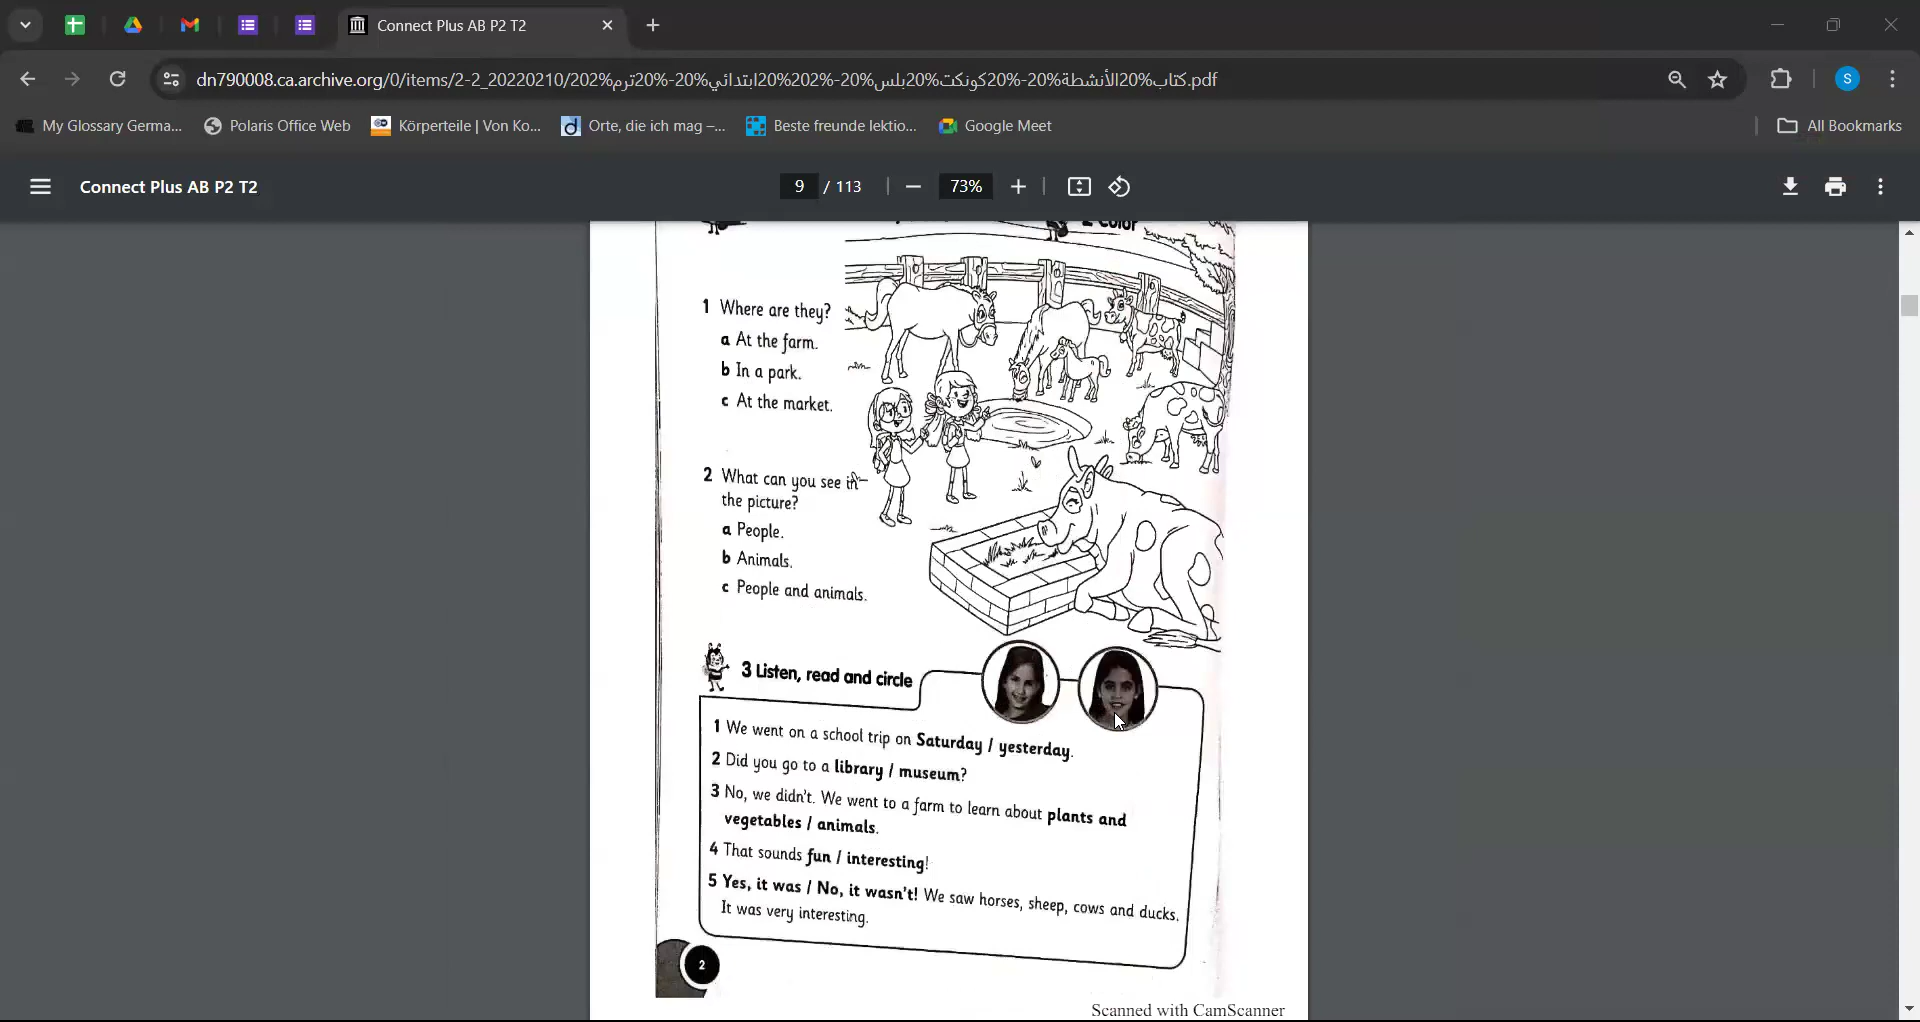 Connect Plus AB P2 T2
dn790008.ca.archive.org/0/items/2-2_20220210/202%كتاب%20الأنشطة%20-%20كونكت%20بلس%20-%202%20ابتدائي%20-%20ترم.pdf
S
My Glossary Germa...
Polaris Office Web
Körperteile | Von Ko...
Orte, die ich mag –...
Beste freunde lektio...
Google Meet
All Bookmarks
Connect Plus AB P2 T2
9 / 113
73%
2 Color
1 Where are they?
a At the farm.
b In a park.
c At the market.
2 What can you see in
the picture?
a People.
b Animals.
c People and animals.
3 Listen, read and circle
1 We went on a school trip on Saturday / yesterday.
2 Did you go to a library / museum?
3 No, we didn't. We went to a farm to learn about plants and
vegetables / animals.
4 That sounds fun / interesting!
5 Yes, it was / No, it wasn't! We saw horses, sheep, cows and ducks.
It was very interesting.
2
Scanned with CamScanner